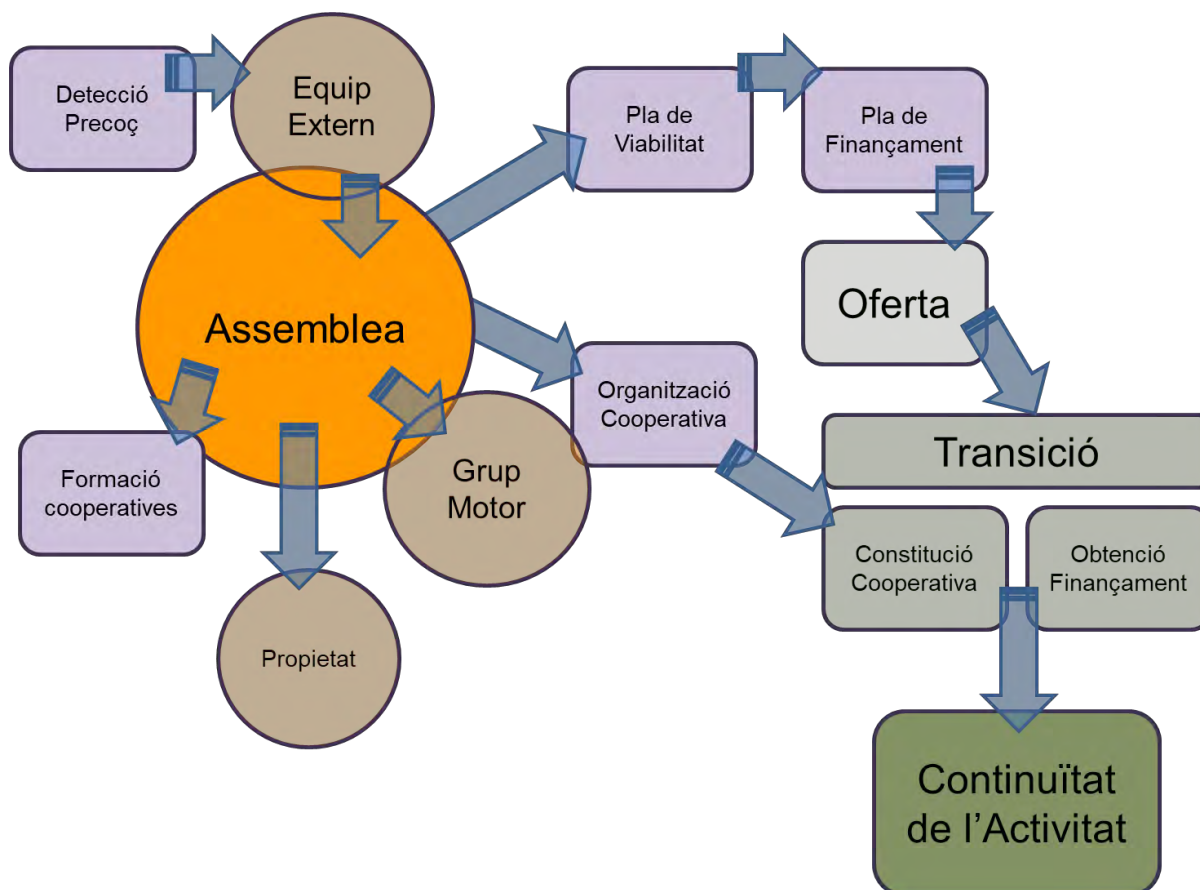 Detecció
Precoç
Equip
Extern
Pla de
Viabilitat
Pla de
Finançament
Oferta
Assemblea
Organització
Cooperativa
Transició
Formació
cooperatives
Grup
Motor
Constitució
Cooperativa
Obtenció
Finançament
Propietat
Continuïtat
de l'Activitat